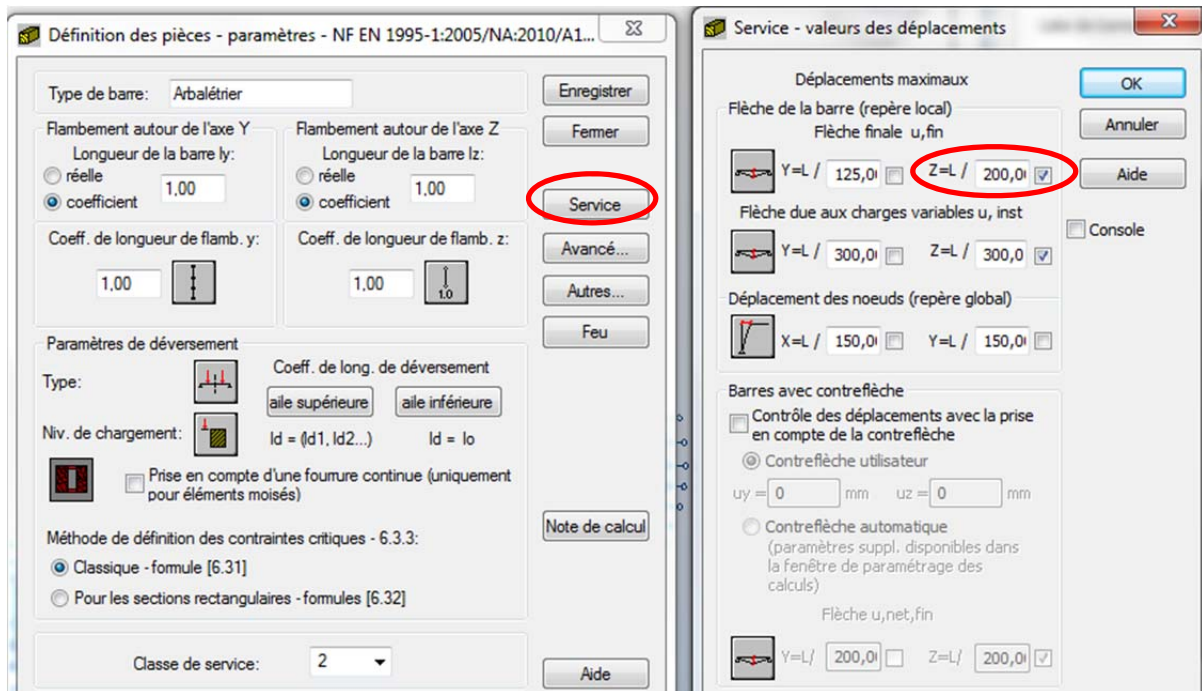 Définition des pièces - paramètres - NF EN 1995-1:2005/NA:2010/A1...
Type de barre: Arbalétrier
Enregistrer
Flambement autour de l'axe Y
Flambement autour de l'axe Z
Fermer
Longueur de la barre ly:
Longueur de la barre lz:
réelle
coefficient
1,00
réelle
coefficient
1,00
Service
Coeff. de longueur de flamb. y:
Coeff. de longueur de flamb. z:
Avancé...
1,00
1,00
1.0
Autres...
Feu
Paramètres de déversement
Type:
Coeff. de long. de déversement
aile supérieure
aile inférieure
Niv. de chargement:
ld = (ld1, ld2...)
ld = lo
Prise en compte d'une fourrure continue (uniquement
pour éléments moisés)
Note de calcul
Méthode de définition des contraintes critiques - 6.3.3:
Classique - formule [6.31]
Pour les sections rectangulaires - formules [6.32]
Classe de service: 2
Aide
Service - valeurs des déplacements
Déplacements maximaux
OK
Flèche de la barre (repère local)
Annuler
Flèche finale u,fin
Y=L / 125,0
Z=L / 200,0
Aide
Flèche due aux charges variables u, inst
Console
Y=L / 300,0
Z=L / 300,0
Déplacement des noeuds (repère global)
X=L / 150,0
Y=L / 150,0
Barres avec contreflèche
Contrôle des déplacements avec la prise
en compte de la contreflèche
Contreflèche utilisateur
uy = 0 mm uz = 0 mm
Contreflèche automatique
(paramètres suppl. disponibles dans
la fenêtre de paramétrage des
calculs)
Flèche u,net,fin
Y=L/ 200,0
Z=L/ 200,0